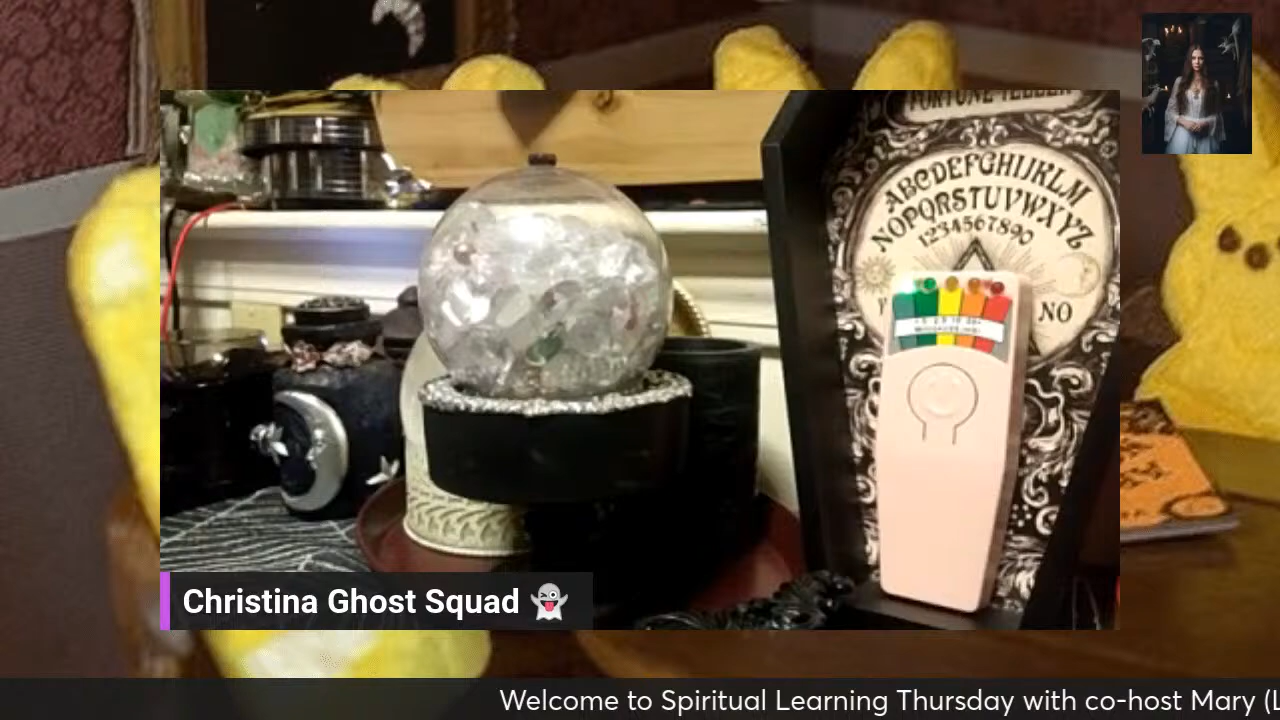 FORTUNE TELLER
ABCDEFGHIJKLM
NOPQRSTUVWXYZ
1234567890
NO
Christina Ghost Squad 👻
Welcome to Spiritual Learning Thursday with co-host Mary (L